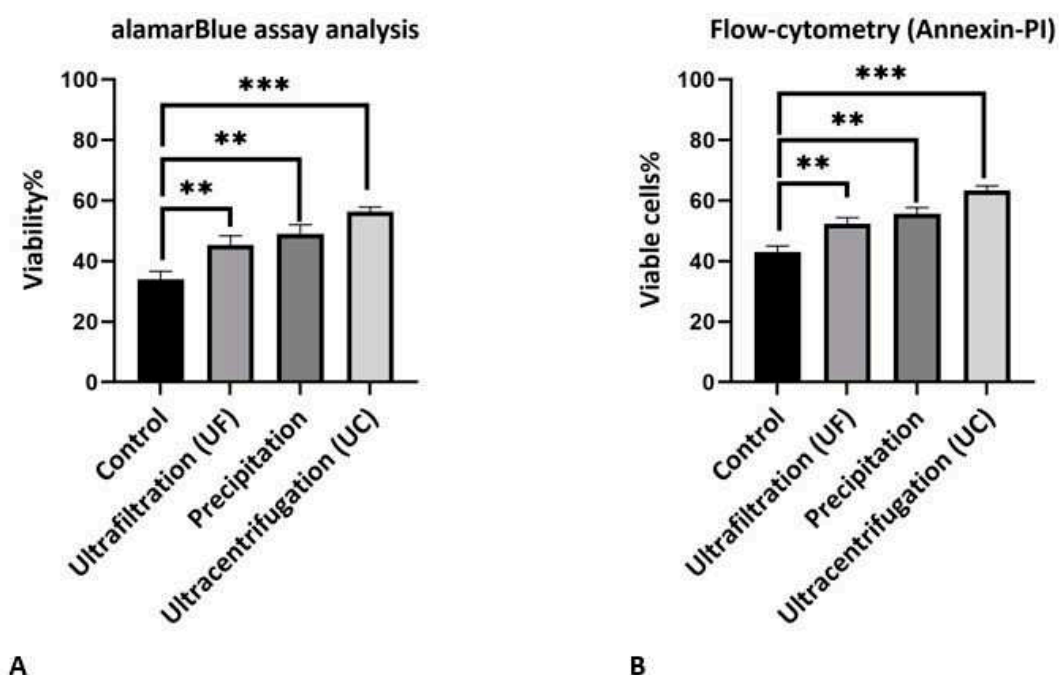 alamarBlue assay analysis
Viability%
100
80
60
40
20
0
***
**
**
Control
Ultrafiltration (UF)
Precipitation
Ultracentrifugation (UC)
A
Flow-cytometry (Annexin-PI)
Viable cells%
100
80
60
40
20
0
***
**
**
Control
Ultrafiltration (UF)
Precipitation
Ultracentrifugation (UC)
B